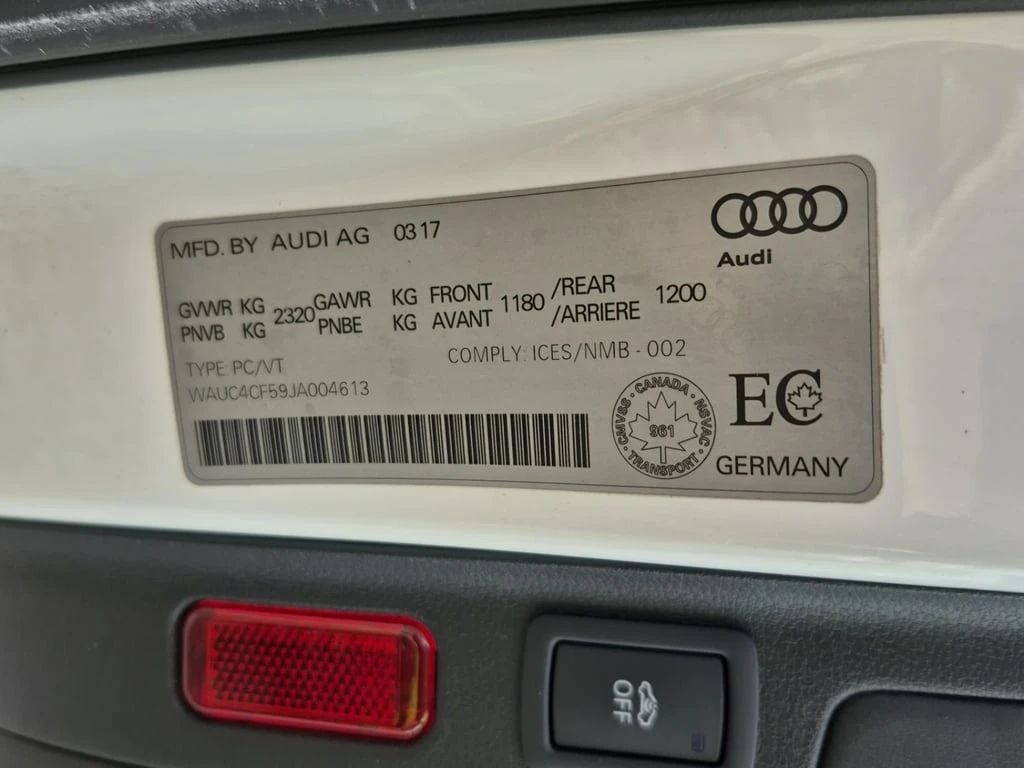 MFD. BY AUDI AG 0317
Audi
GVWR KG 2320 GAWR KG FRONT 1180 /REAR 1200
PNVB KG PNBE KG AVANT /ARRIERE
TYPE: PC/VT
COMPLY: ICES/NMB - 002
WAUC4CF59JA004613
CANADA
CMVSS
NSVAC
961
TRANSPORT
EC
GERMANY
OFF